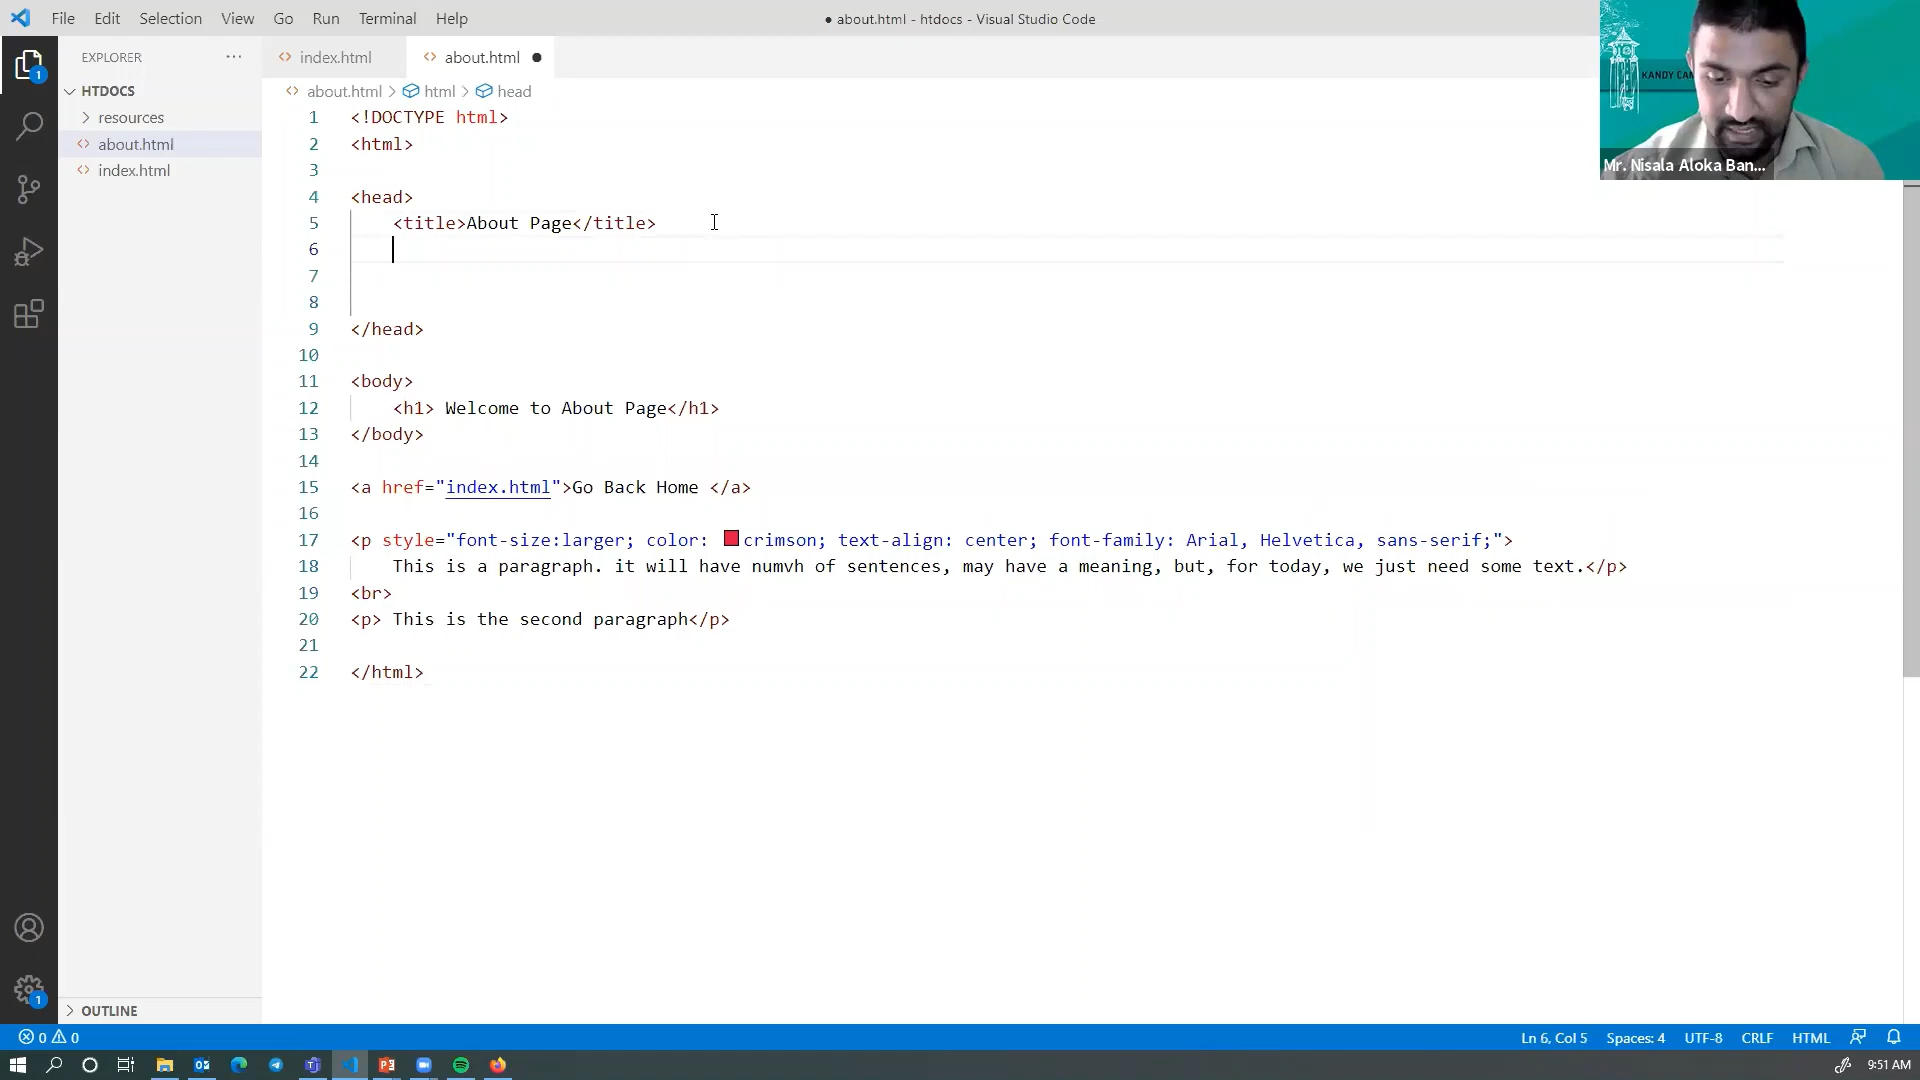 File Edit Selection View Go Run Terminal Help
● about.html - htdocs - Visual Studio Code
KANDY CAM
Mr. Nisala Aloka Ban...
EXPLORER ...
HTDOCS
resources
about.html
index.html
OUTLINE
index.html about.html ●
about.html > html > head
1 <!DOCTYPE html>
2 <html>
3
4 <head>
5 <title>About Page</title>
6
7
8
9 </head>
10
11 <body>
12 <h1> Welcome to About Page</h1>
13 </body>
14
15 <a href="index.html">Go Back Home </a>
16
17 <p style="font-size:larger; color: crimson; text-align: center; font-family: Arial, Helvetica, sans-serif;">
18 This is a paragraph. it will have numvh of sentences, may have a meaning, but, for today, we just need some text.</p>
19 <br>
20 <p> This is the second paragraph</p>
21
22 </html>
1
1
0 0
Ln 6, Col 5 Spaces: 4 UTF-8 CRLF HTML
9:51 AM